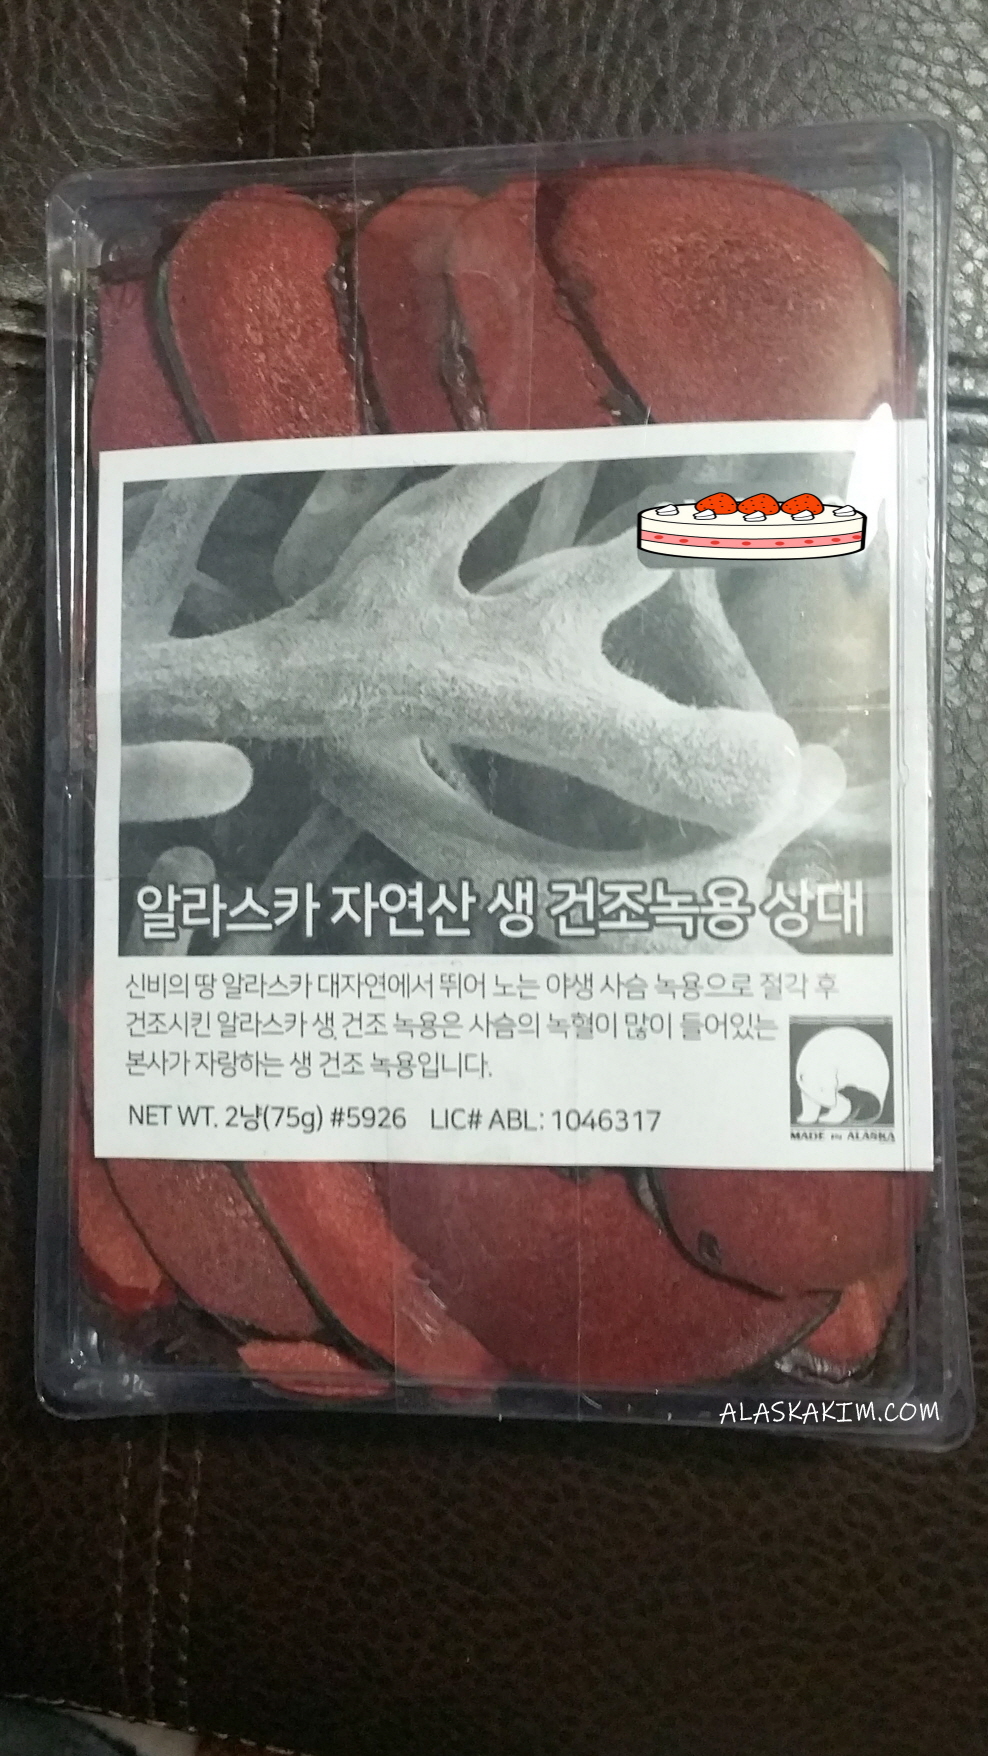 알라스카 자연산 생 건조녹용 상대
신비의 땅 알라스카 대자연에서 뛰어 노는 야생 사슴 녹용으로 절각 후
건조시킨 알라스카 생 건조 녹용은 사슴의 녹혈이 많이 들어있는
본사가 자랑하는 생 건조 녹용입니다.
NET WT. 2냥(75g) #5926 LIC# ABL: 1046317
MADE IN ALASKA
ALASKAKIM.COM